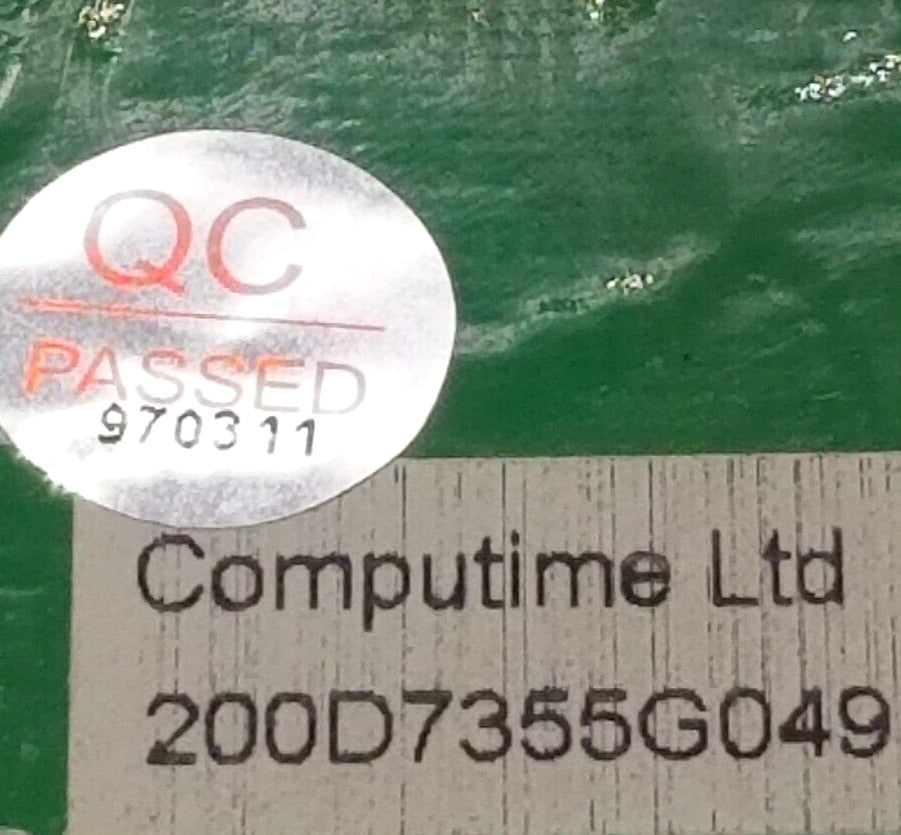 QC
PASSED
970311
Computime Ltd
200D7355G049